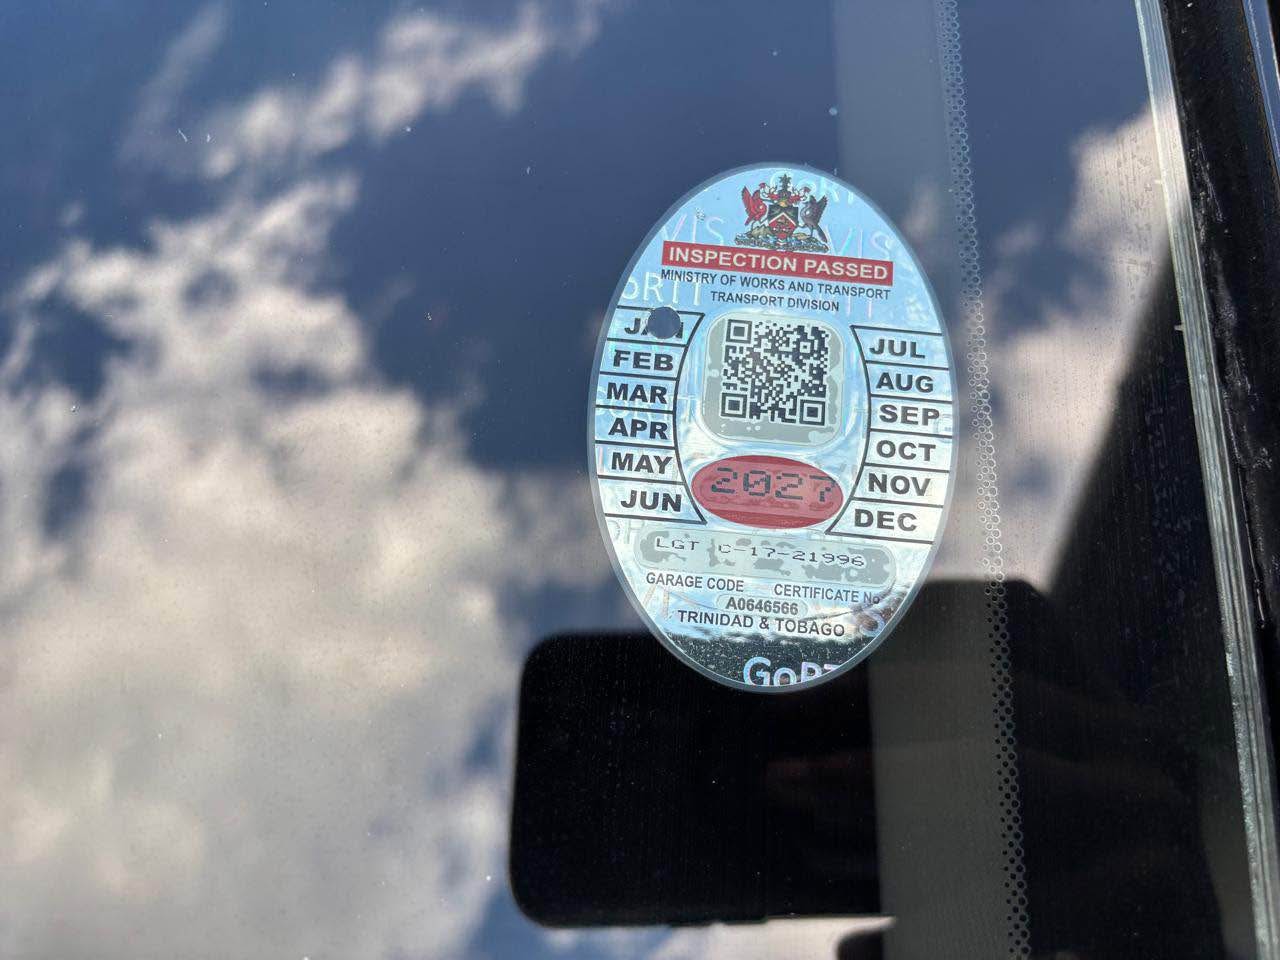 INSPECTION PASSED
MINISTRY OF WORKS AND TRANSPORT
TRANSPORT DIVISION
JAN
FEB
MAR
APR
MAY
JUN
JUL
AUG
SEP
OCT
NOV
DEC
2027
LGT C-17-21996
GARAGE CODE CERTIFICATE No
A0646566
TRINIDAD & TOBAGO